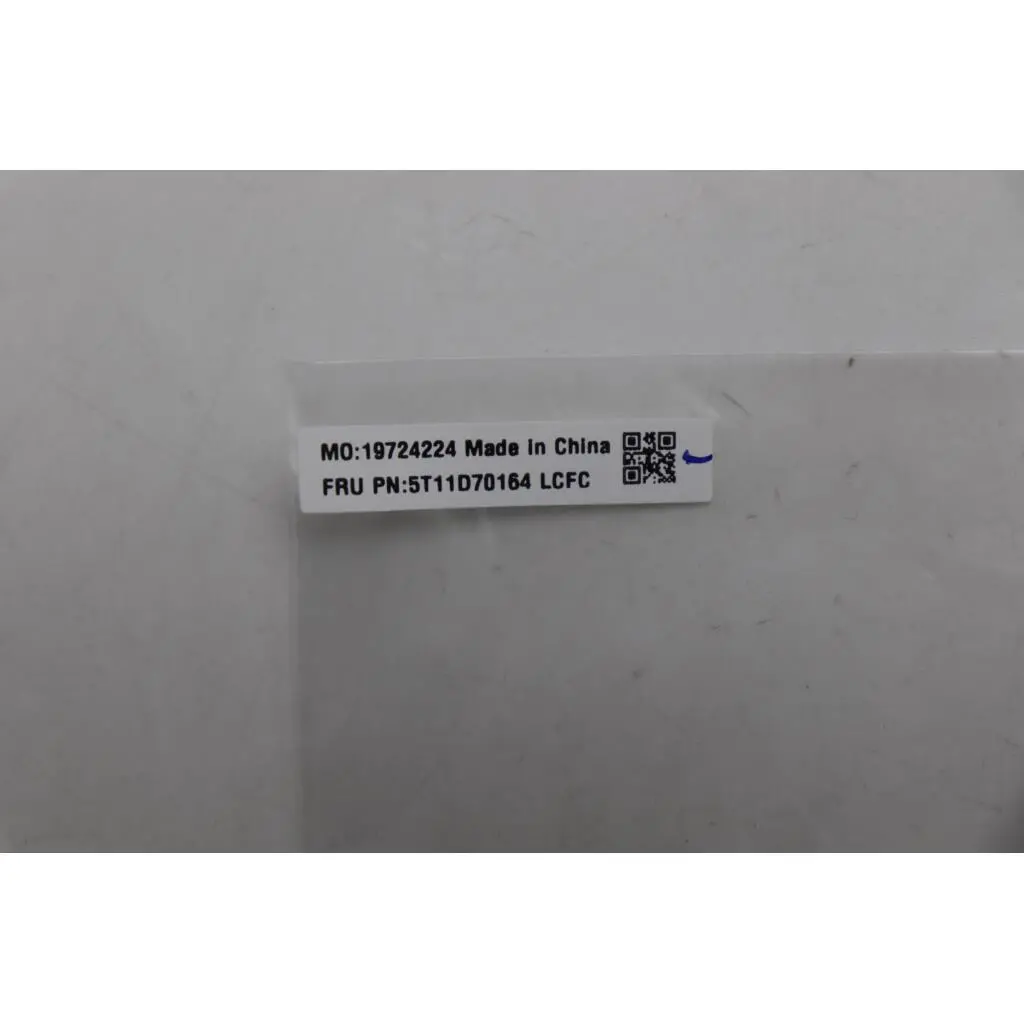 MO:19724224 Made in China
FRU PN:5T11D70164 LCFC